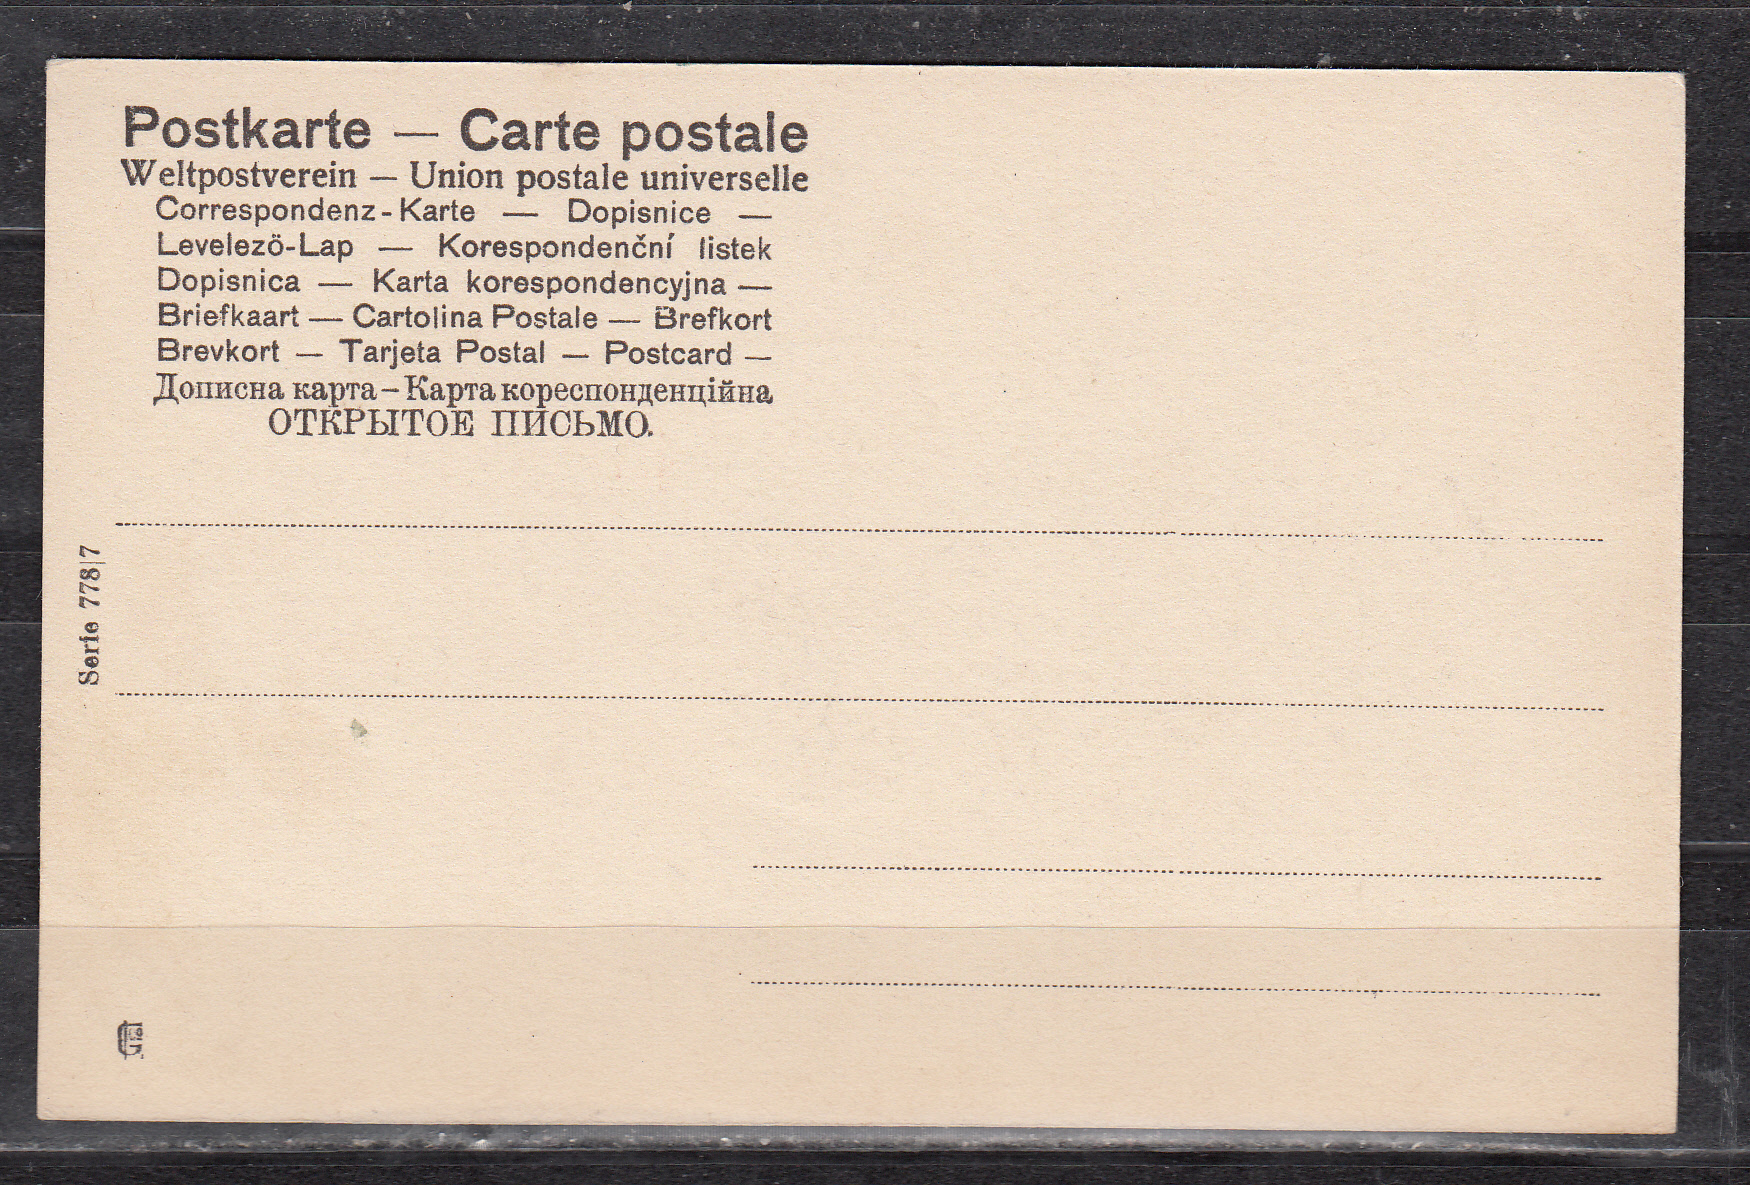 Postkarte — Carte postale
Weltpostverein — Union postale universelle
Correspondenz-Karte — Dopisnice —
Levelező-Lap — Korespondenční listek
Dopisnica — Karta korespondencyjna —
Briefkaart — Cartolina Postale — Brefkort
Brevkort — Tarjeta Postal — Postcard —
Дописна карта – Карта кореспонденційна
ОТКРЫТОЕ ПИСЬМО.
Serie 778|7